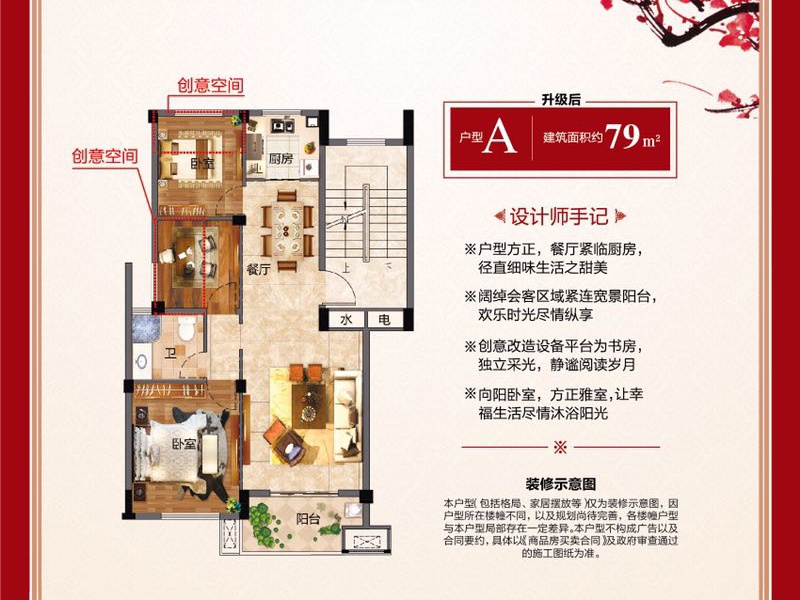 创意空间
创意空间
卧室
厨房
餐厅
上
下
水
电
卫
卧室
阳台
升级后
户型A 建筑面积约79m²
设计师手记
※户型方正，餐厅紧临厨房，
径直细味生活之甜美
※阔绰会客区域紧连宽景阳台，
欢乐时光尽情纵享
※创意改造设备平台为书房，
独立采光，静谧阅读岁月
※向阳卧室，方正雅室，让幸
福生活尽情沐浴阳光
※
装修示意图
本户型（包括格局、家居摆放等）仅为装修示意图，因
户型所在楼幢不同，以及规划尚待完善，各楼幢户型
与本户型局部存在一定差异。本户型不构成广告以及
合同要约，具体以《商品房买卖合同》及政府审查通过
的施工图纸为准。